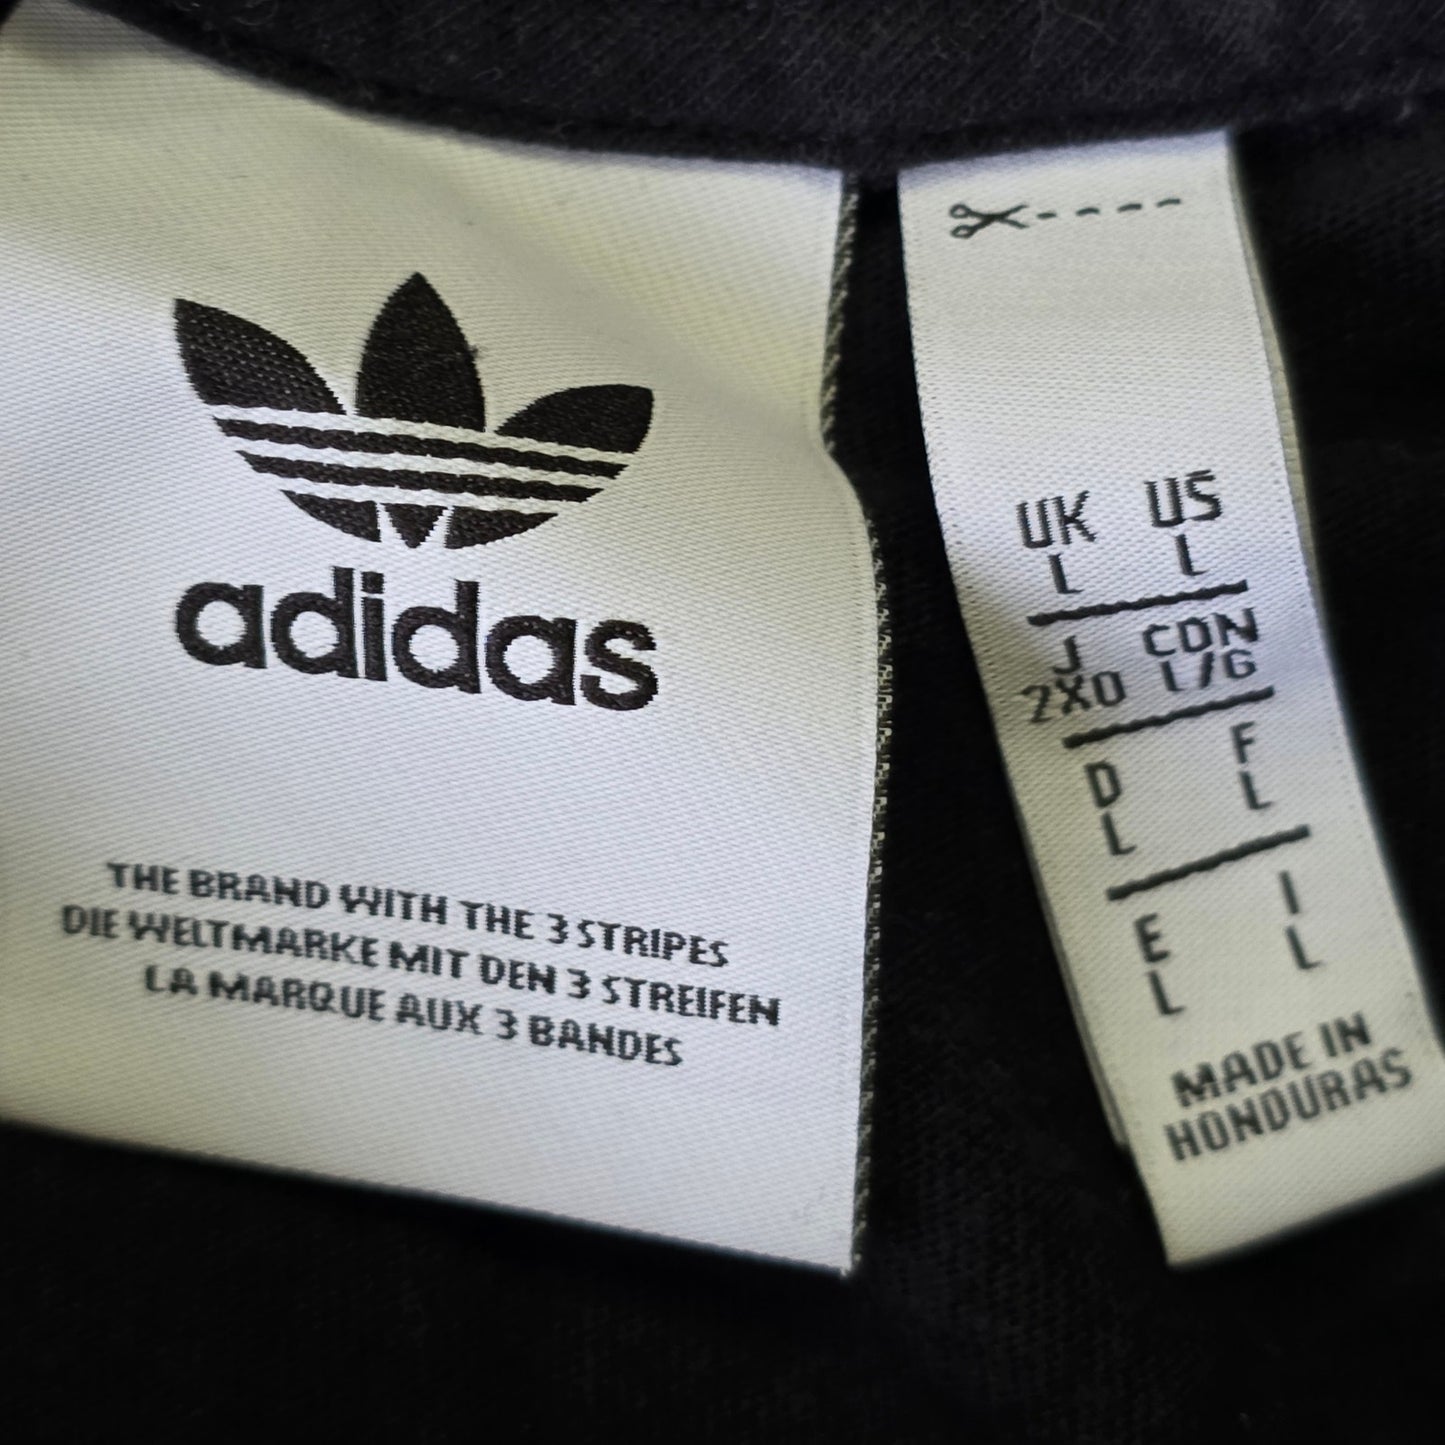 adidas
THE BRAND WITH THE 3 STRIPES
DIE WELTMARKE MIT DEN 3 STREIFEN
LA MARQUE AUX 3 BANDES
UK US
L L
J CDN
2XO L/G
D F
L L
E I
L L
MADE IN
HONDURAS